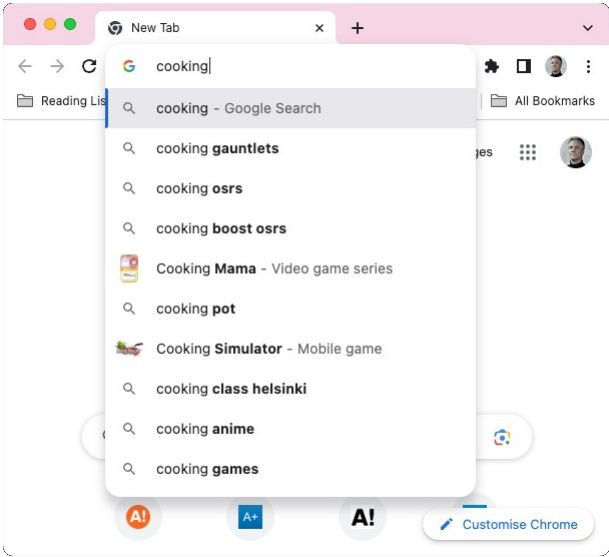 New Tab
cooking
Reading Lis
All Bookmarks
cooking - Google Search
ges
cooking gauntlets
cooking osrs
cooking boost osrs
Cooking Mama - Video game series
cooking pot
Cooking Simulator - Mobile game
cooking class helsinki
cooking anime
cooking games
A!
A+
A!
Customise Chrome